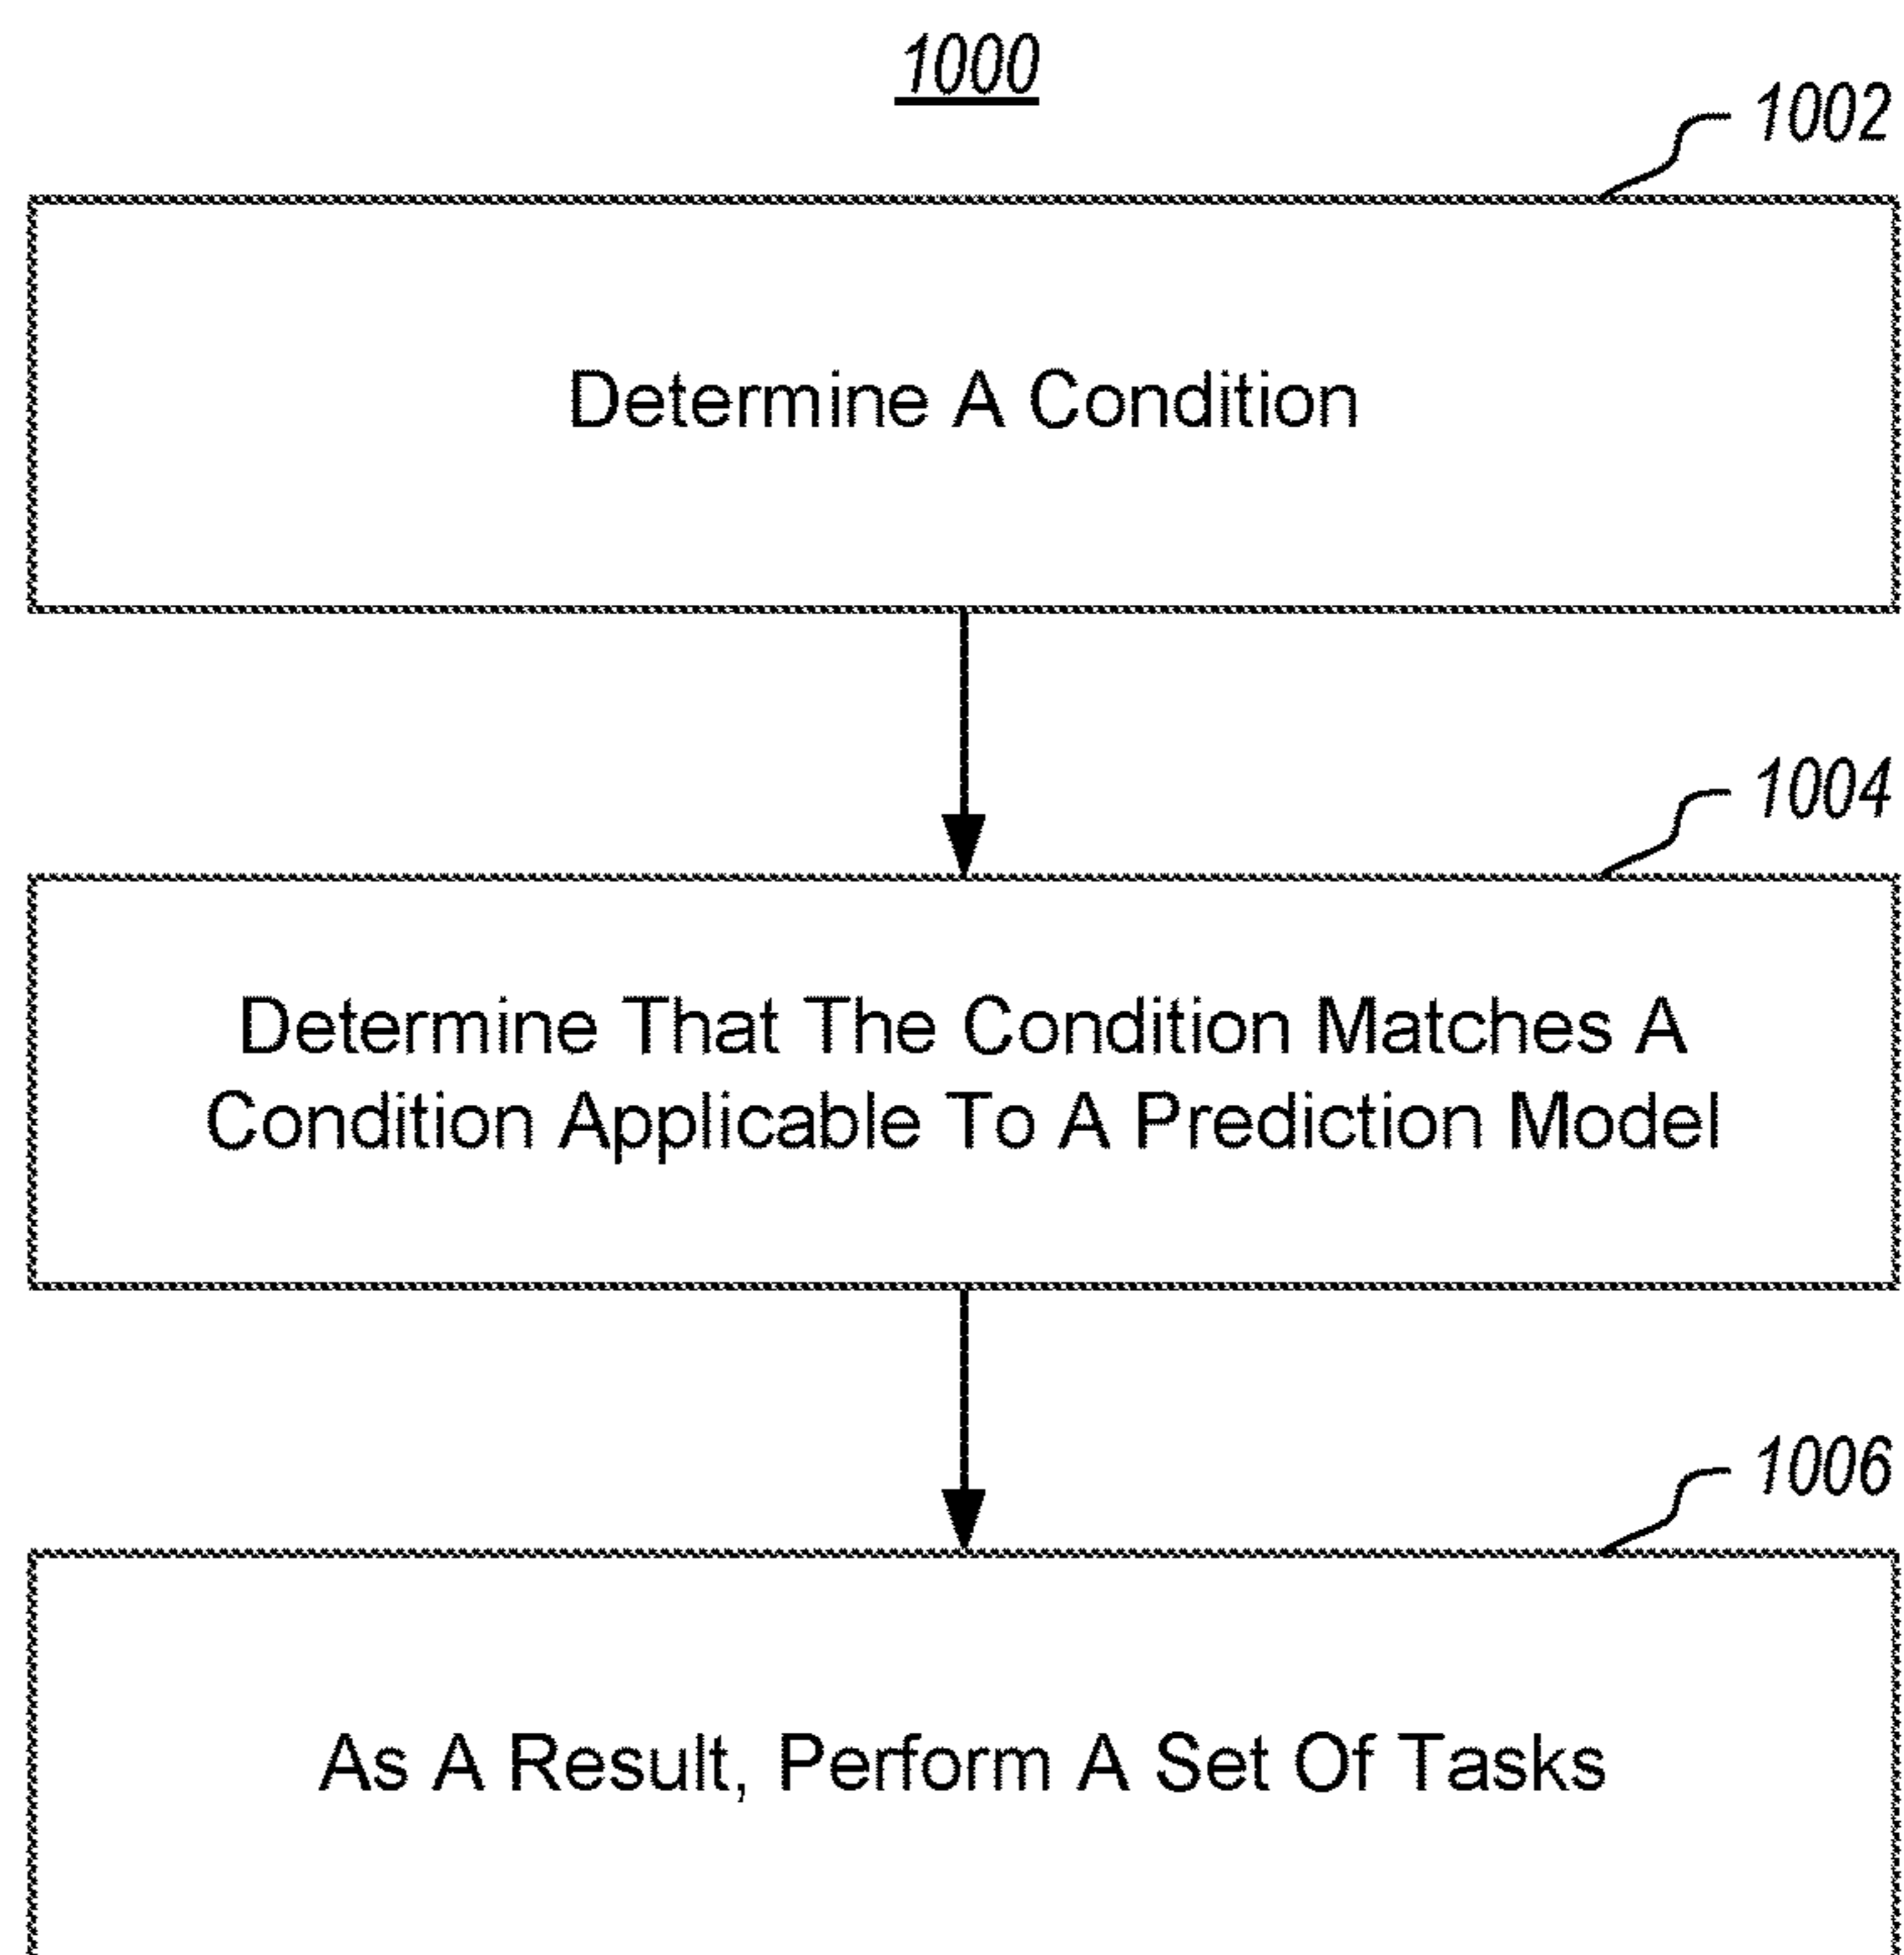 1000
1002
Determine A Condition
1004
Determine That The Condition Matches A
Condition Applicable To A Prediction Model
1006
As A Result, Perform A Set Of Tasks